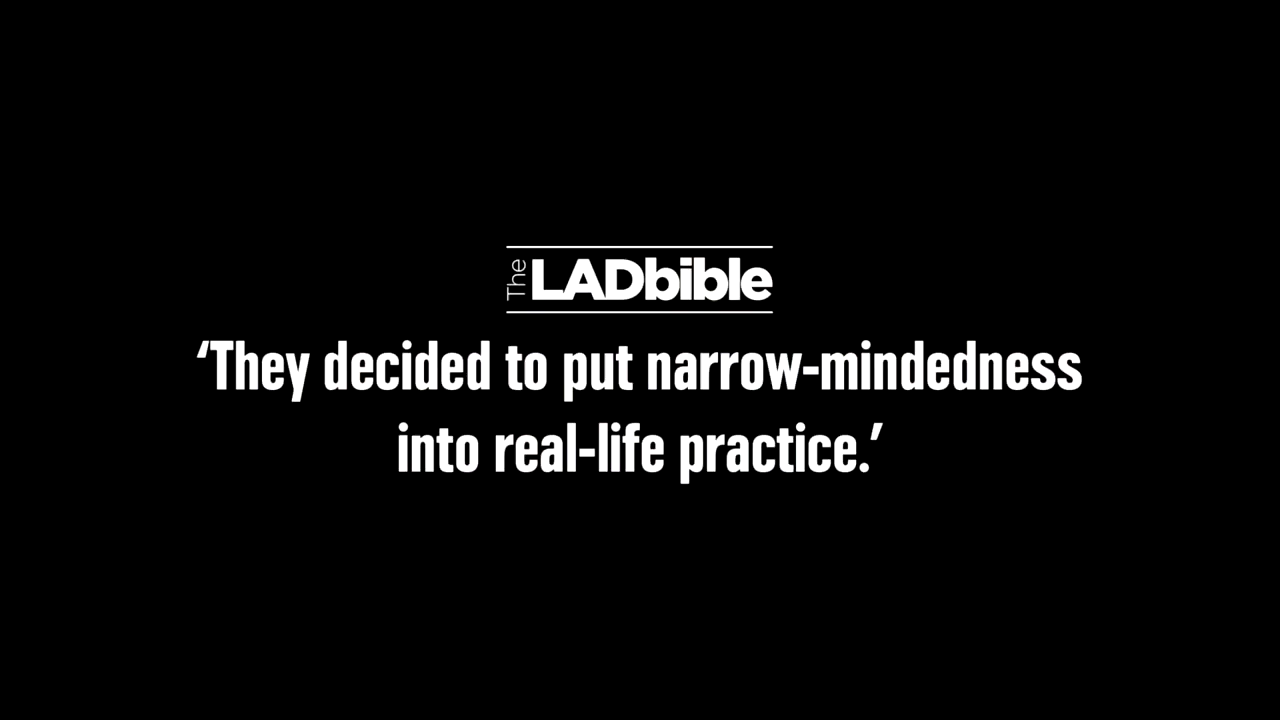 The LADbible
‘They decided to put narrow-mindedness
into real-life practice.’